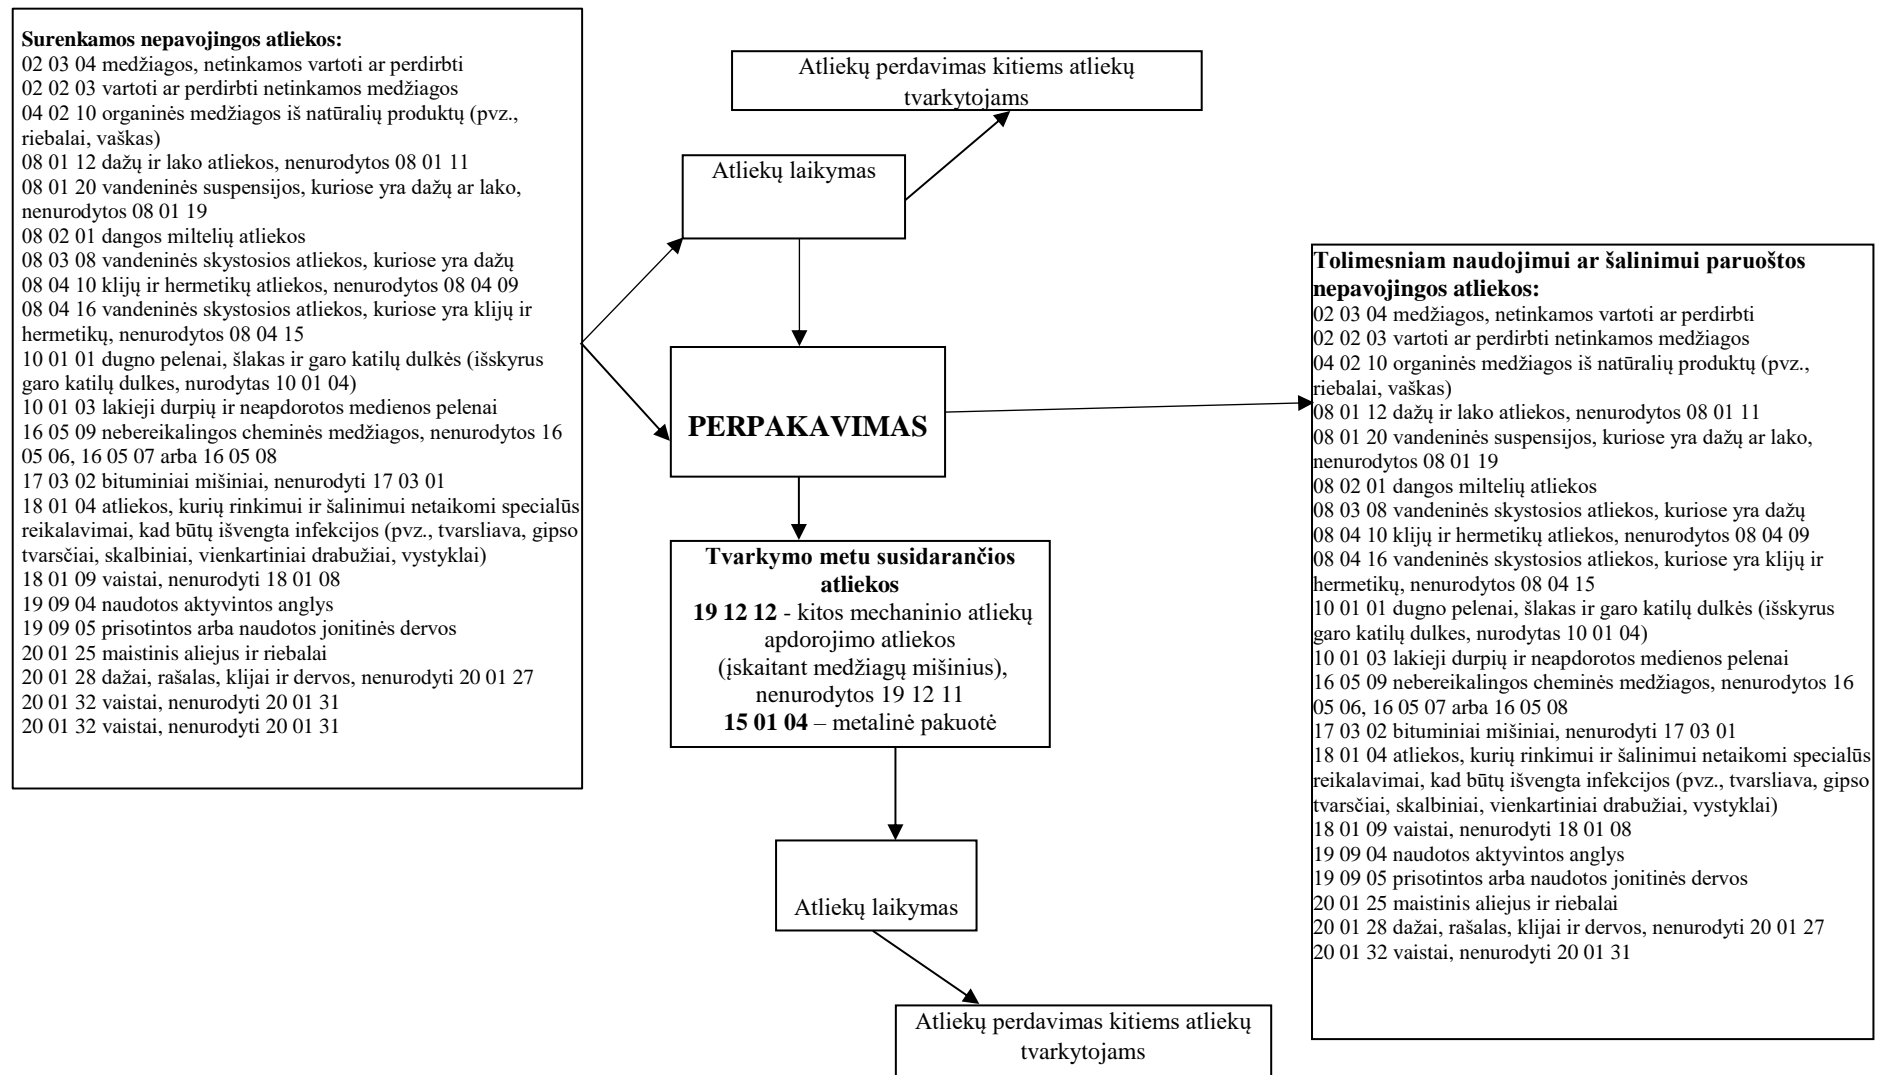 Surenkamos nepavojingos atliekos:
02 03 04 medžiagos, netinkamos vartoti ar perdirbti
02 02 03 vartoti ar perdirbti netinkamos medžiagos
04 02 10 organinės medžiagos iš natūralių produktų (pvz.,
riebalai, vaškas)
08 01 12 dažų ir lako atliekos, nenurodytos 08 01 11
08 01 20 vandeninės suspensijos, kuriose yra dažų ar lako,
nenurodytos 08 01 19
08 02 01 dangos miltelių atliekos
08 03 08 vandeninės skystosios atliekos, kuriose yra dažų
08 04 10 klijų ir hermetikų atliekos, nenurodytos 08 04 09
08 04 16 vandeninės skystosios atliekos, kuriose yra klijų ir
hermetikų, nenurodytos 08 04 15
10 01 01 dugno pelenai, šlakas ir garo katilų dulkės (išskyrus
garo katilų dulkes, nurodytas 10 01 04)
10 01 03 lakieji durpių ir neapdorotos medienos pelenai
16 05 09 nebereikalingos cheminės medžiagos, nenurodytos 16
05 06, 16 05 07 arba 16 05 08
17 03 02 bituminiai mišiniai, nenurodyti 17 03 01
18 01 04 atliekos, kurių rinkimui ir šalinimui netaikomi specialūs
reikalavimai, kad būtų išvengta infekcijos (pvz., tvarsliava, gipso
tvarsčiai, skalbiniai, vienkartiniai drabužiai, vystyklai)
18 01 09 vaistai, nenurodyti 18 01 08
19 09 04 naudotos aktyvintos anglys
19 09 05 prisotintos arba naudotos jonitinės dervos
20 01 25 maistinis aliejus ir riebalai
20 01 28 dažai, rašalas, klijai ir dervos, nenurodyti 20 01 27
20 01 32 vaistai, nenurodyti 20 01 31
20 01 32 vaistai, nenurodyti 20 01 31
Atliekų perdavimas kitiems atliekų
tvarkytojams
Atliekų laikymas
PERPAKAVIMAS
Tvarkymo metu susidarančios
atliekos
19 12 12 - kitos mechaninio atliekų
apdorojimo atliekos
(įskaitant medžiagų mišinius),
nenurodytos 19 12 11
15 01 04 – metalinė pakuotė
Atliekų laikymas
Atliekų perdavimas kitiems atliekų
tvarkytojams
Tolimesniam naudojimui ar šalinimui paruoštos
nepavojingos atliekos:
02 03 04 medžiagos, netinkamos vartoti ar perdirbti
02 02 03 vartoti ar perdirbti netinkamos medžiagos
04 02 10 organinės medžiagos iš natūralių produktų (pvz.,
riebalai, vaškas)
08 01 12 dažų ir lako atliekos, nenurodytos 08 01 11
08 01 20 vandeninės suspensijos, kuriose yra dažų ar lako,
nenurodytos 08 01 19
08 02 01 dangos miltelių atliekos
08 03 08 vandeninės skystosios atliekos, kuriose yra dažų
08 04 10 klijų ir hermetikų atliekos, nenurodytos 08 04 09
08 04 16 vandeninės skystosios atliekos, kuriose yra klijų ir
hermetikų, nenurodytos 08 04 15
10 01 01 dugno pelenai, šlakas ir garo katilų dulkės (išskyrus
garo katilų dulkes, nurodytas 10 01 04)
10 01 03 lakieji durpių ir neapdorotos medienos pelenai
16 05 09 nebereikalingos cheminės medžiagos, nenurodytos 16
05 06, 16 05 07 arba 16 05 08
17 03 02 bituminiai mišiniai, nenurodyti 17 03 01
18 01 04 atliekos, kurių rinkimui ir šalinimui netaikomi specialūs
reikalavimai, kad būtų išvengta infekcijos (pvz., tvarsliava, gipso
tvarsčiai, skalbiniai, vienkartiniai drabužiai, vystyklai)
18 01 09 vaistai, nenurodyti 18 01 08
19 09 04 naudotos aktyvintos anglys
19 09 05 prisotintos arba naudotos jonitinės dervos
20 01 25 maistinis aliejus ir riebalai
20 01 28 dažai, rašalas, klijai ir dervos, nenurodyti 20 01 27
20 01 32 vaistai, nenurodyti 20 01 31